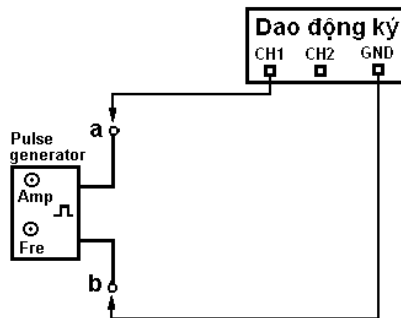 Dao động ký
CH1 CH2 GND
a
Pulse
generator
Amp
Fre
b